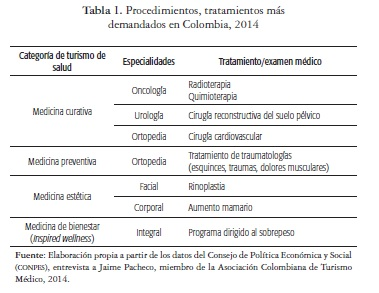 Tabla 1. Procedimientos, tratamientos más
demandados en Colombia, 2014
Categoría de turismo de
salud
Especialidades
Tratamiento/examen médico
Medicina curativa
Oncología
Radioterapia
Quimioterapia
Urología
Cirugía reconstructiva del suelo pélvico
Ortopedia
Cirugía cardiovascular
Medicina preventiva
Ortopedia
Tratamiento de traumatologías
(esquinces, traumas, dolores musculares)
Medicina estética
Facial
Rinoplastia
Corporal
Aumento mamario
Medicina de bienestar
(Inspired wellness)
Integral
Programa dirigido al sobrepeso
Fuente: Elaboración propia a partir de los datos del Consejo de Política Económica y Social
(CONPES), entrevista a Jaime Pacheco, miembro de la Asociación Colombiana de Turismo
Médico, 2014.